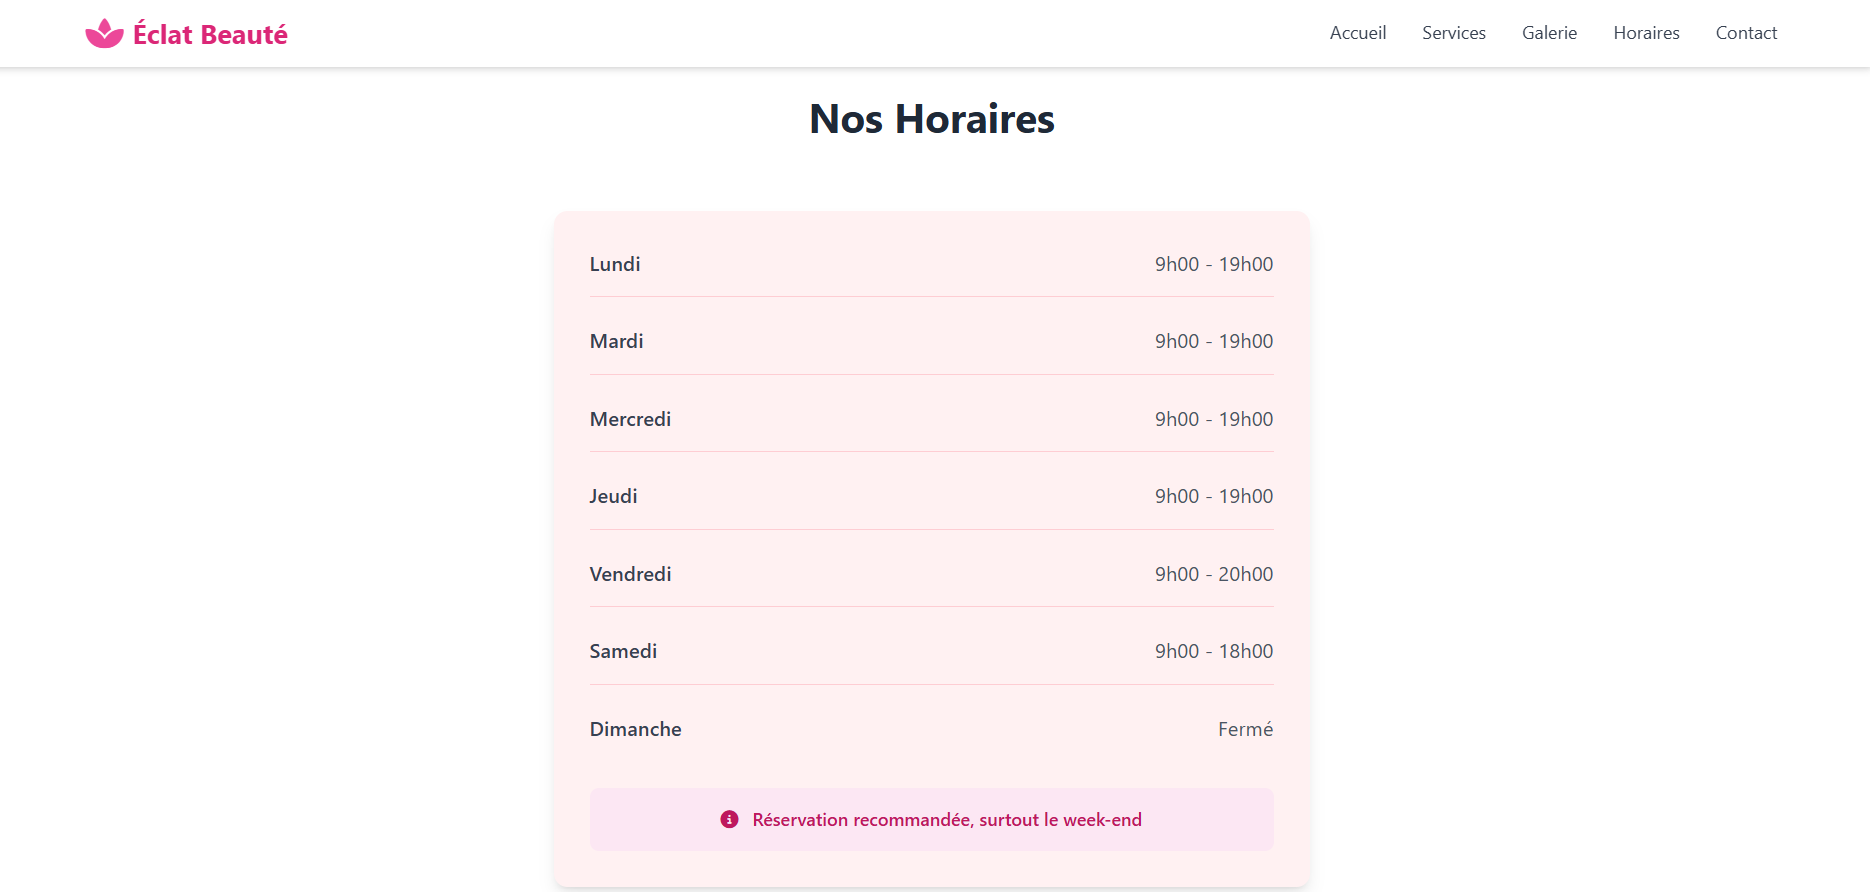 Éclat Beauté
Accueil Services Galerie Horaires Contact
Nos Horaires
Lundi 9h00 - 19h00
Mardi 9h00 - 19h00
Mercredi 9h00 - 19h00
Jeudi 9h00 - 19h00
Vendredi 9h00 - 20h00
Samedi 9h00 - 18h00
Dimanche Fermé
Réservation recommandée, surtout le week-end